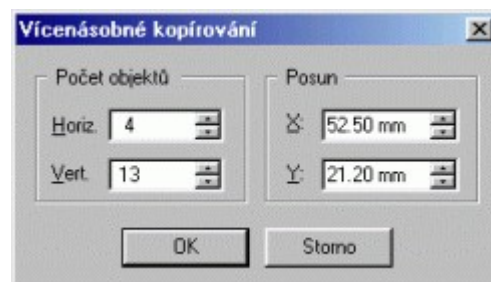 Vícenásobné kopírování
Počet objektů
Posun
Horiz. 4
X: 52.50 mm
Vert. 13
Y: 21.20 mm
OK
Storno